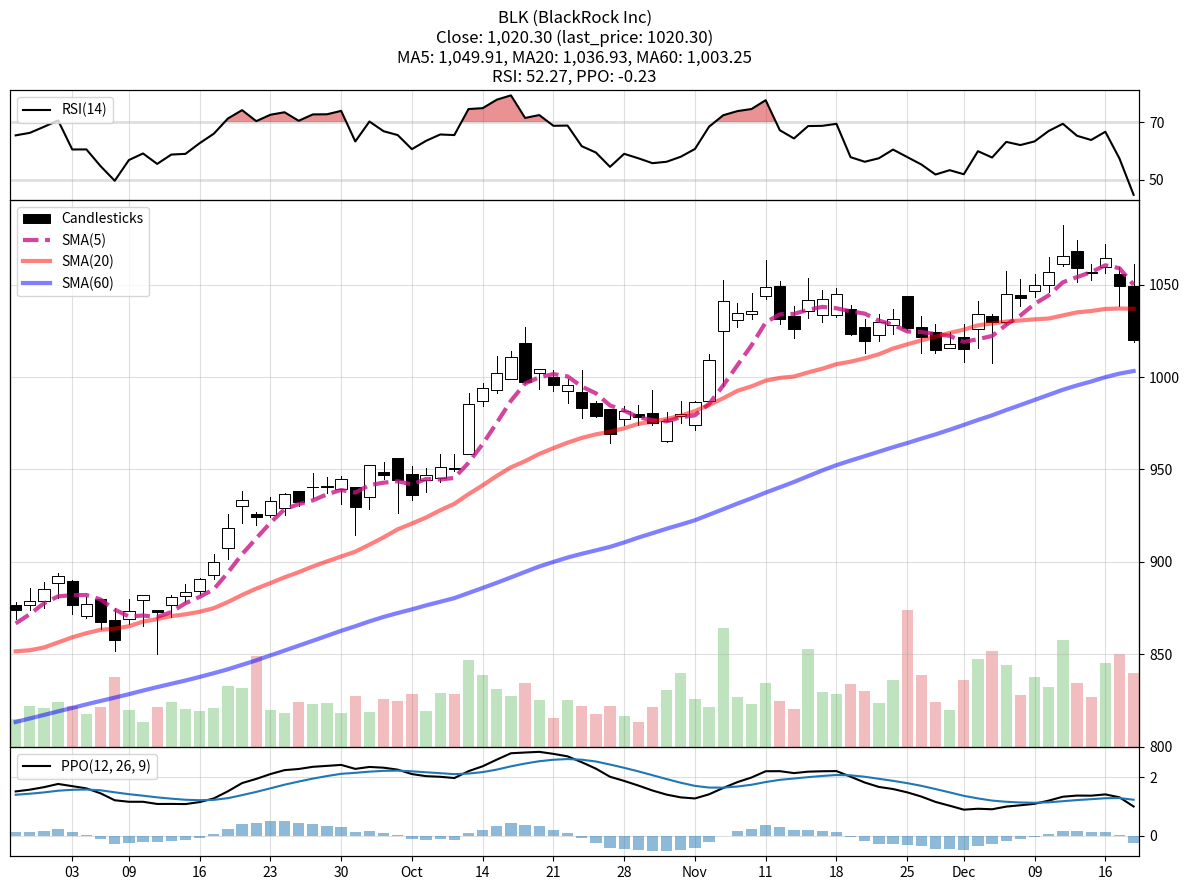 BLK (BlackRock Inc)
Close: 1,020.30 (last_price: 1020.30)
MA5: 1,049.91, MA20: 1,036.93, MA60: 1,003.25
RSI: 52.27, PPO: -0.23
RSI(14)
70
50
Candlesticks
SMA(5)
SMA(20)
SMA(60)
1050
1000
950
900
850
800
PPO(12, 26, 9)
2
0
03 09 16 23 30 Oct 14 21 28 Nov 11 18 25 Dec 09 16